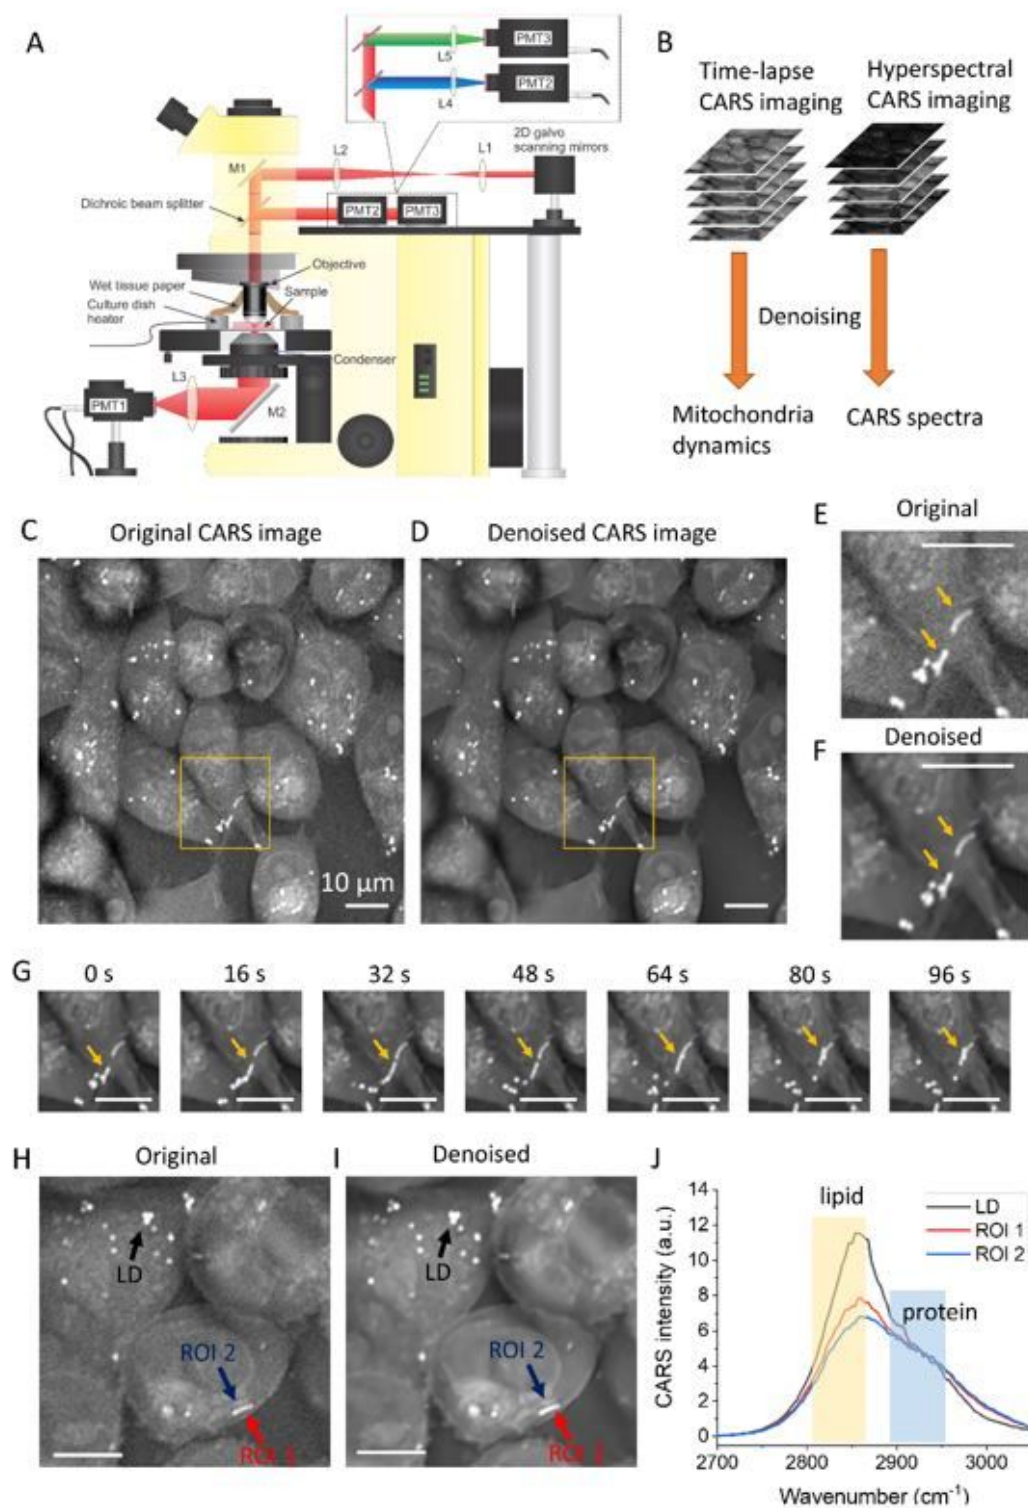 A
PMT3
L5
PMT2
L4
2D galvo
scanning mirrors
L2
L1
M1
Dichroic beam splitter
PMT2
PMT3
Objective
Wet tissue paper
Sample
Culture dish
heater
Condenser
L3
PMT1
M2
B
Time-lapse
CARS imaging
Hyperspectral
CARS imaging
Denoising
Mitochondria
dynamics
CARS spectra
C
Original CARS image
10 μm
D
Denoised CARS image
E
Original
F
Denoised
G
0 s
16 s
32 s
48 s
64 s
80 s
96 s
H
Original
LD
ROI 2
ROI 1
I
Denoised
LD
ROI 2
ROI 1
J
14
12
10
8
6
4
2
0
CARS intensity (a.u.)
lipid
protein
LD
ROI 1
ROI 2
2700
2800
2900
3000
Wavenumber (cm⁻¹)